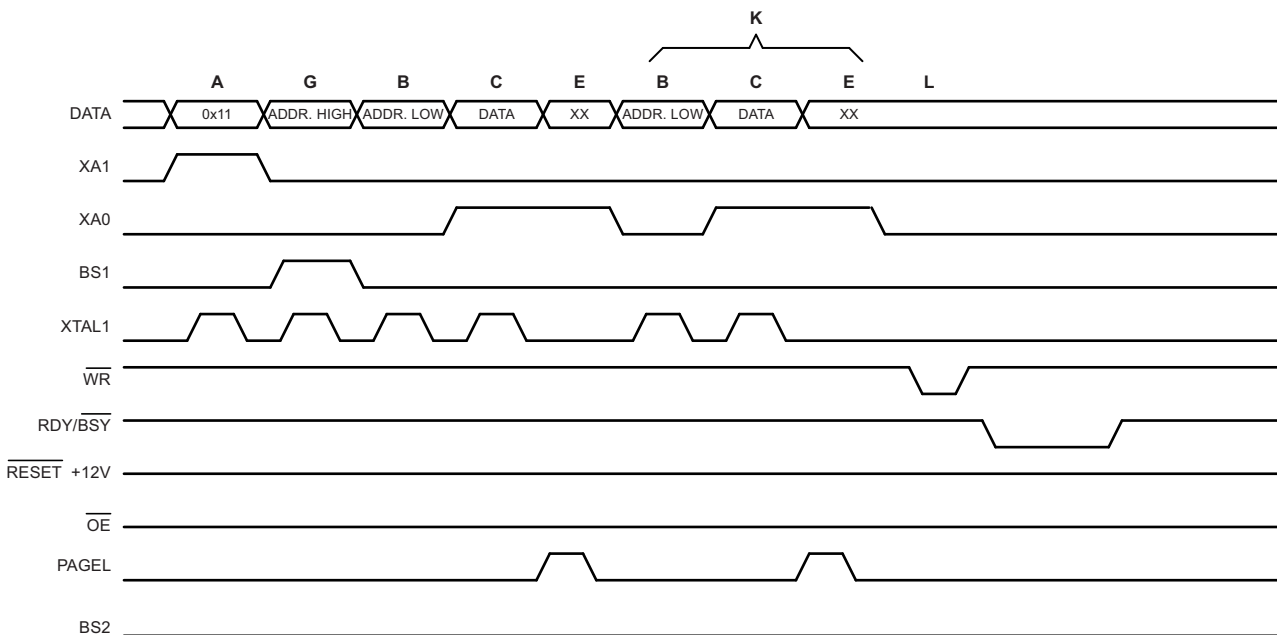 K
A G B C E B C E L
DATA 0x11 ADDR. HIGH ADDR. LOW DATA XX ADDR. LOW DATA XX
XA1
XA0
BS1
XTAL1
WR
RDY/BSY
RESET +12V
OE
PAGEL
BS2